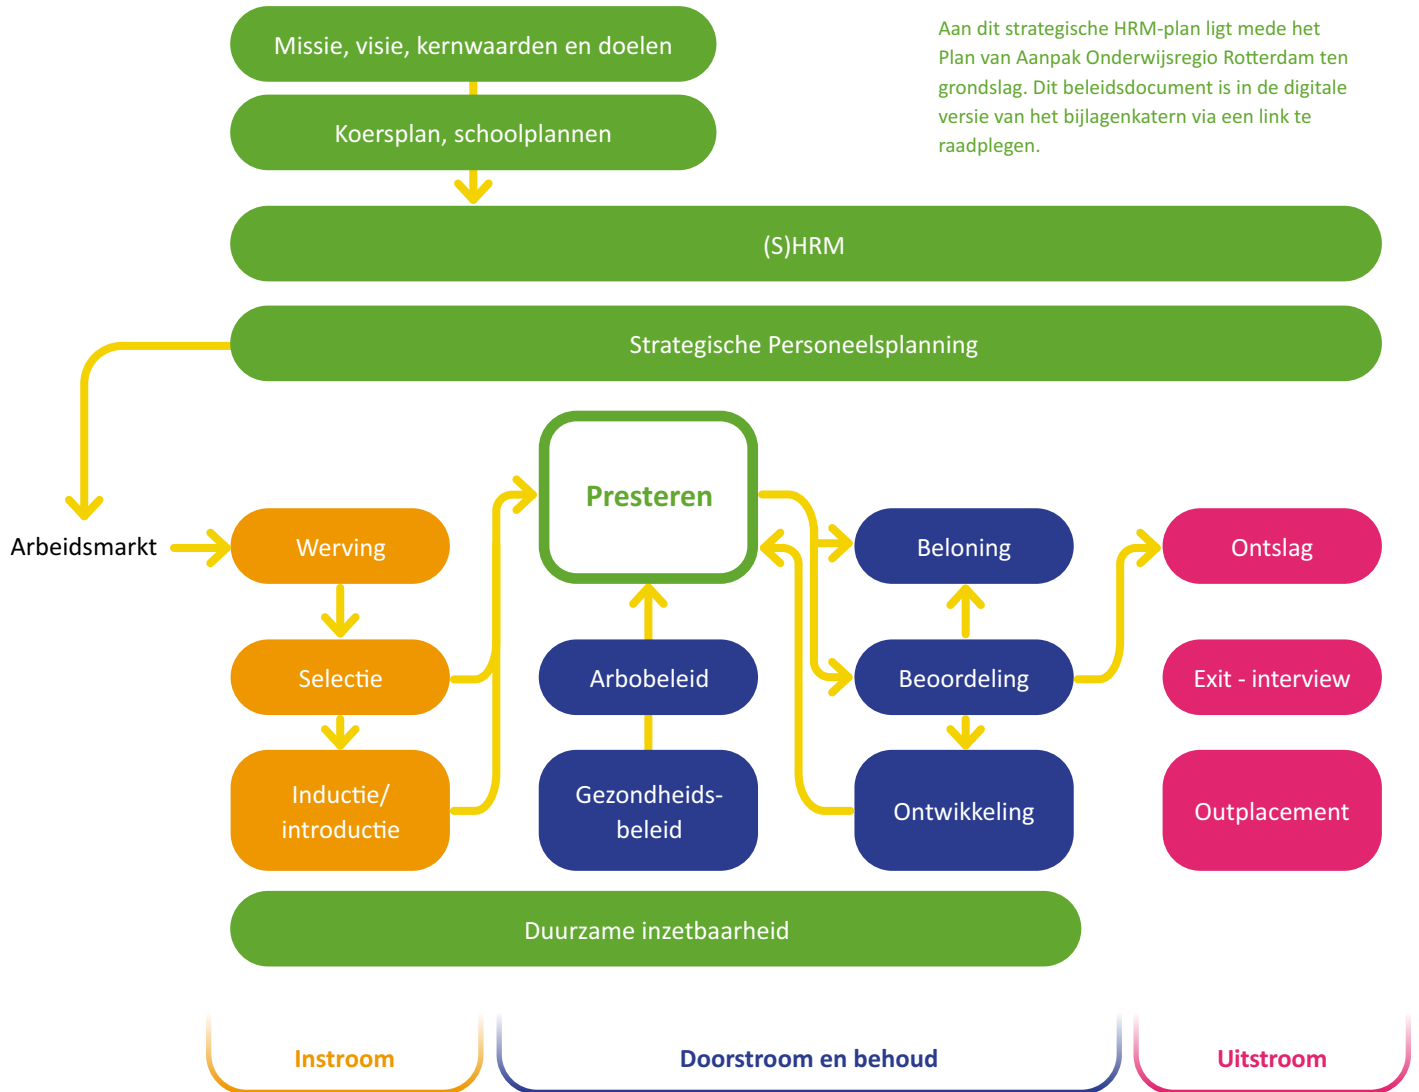 Missie, visie, kernwaarden en doelen
Koersplan, schoolplannen
Aan dit strategische HRM-plan ligt mede het
Plan van Aanpak Onderwijsregio Rotterdam ten
grondslag. Dit beleidsdocument is in de digitale
versie van het bijlagenkatern via een link te
raadplegen.
(S)HRM
Strategische Personeelsplanning
Presteren
Arbeidsmarkt
Werving
Beloning
Ontslag
Selectie
Arbobeleid
Beoordeling
Exit - interview
Inductie/
introductie
Gezondheids-
beleid
Ontwikkeling
Outplacement
Duurzame inzetbaarheid
Instroom
Doorstroom en behoud
Uitstroom